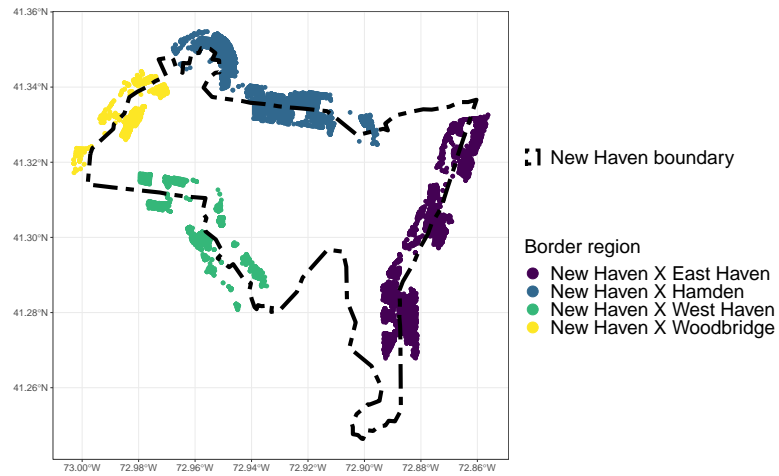 41.36°N
41.34°N
41.32°N
41.30°N
41.28°N
41.26°N
73.00°W 72.98°W 72.96°W 72.94°W 72.92°W 72.90°W 72.88°W 72.86°W
New Haven boundary
Border region
New Haven X East Haven
New Haven X Hamden
New Haven X West Haven
New Haven X Woodbridge